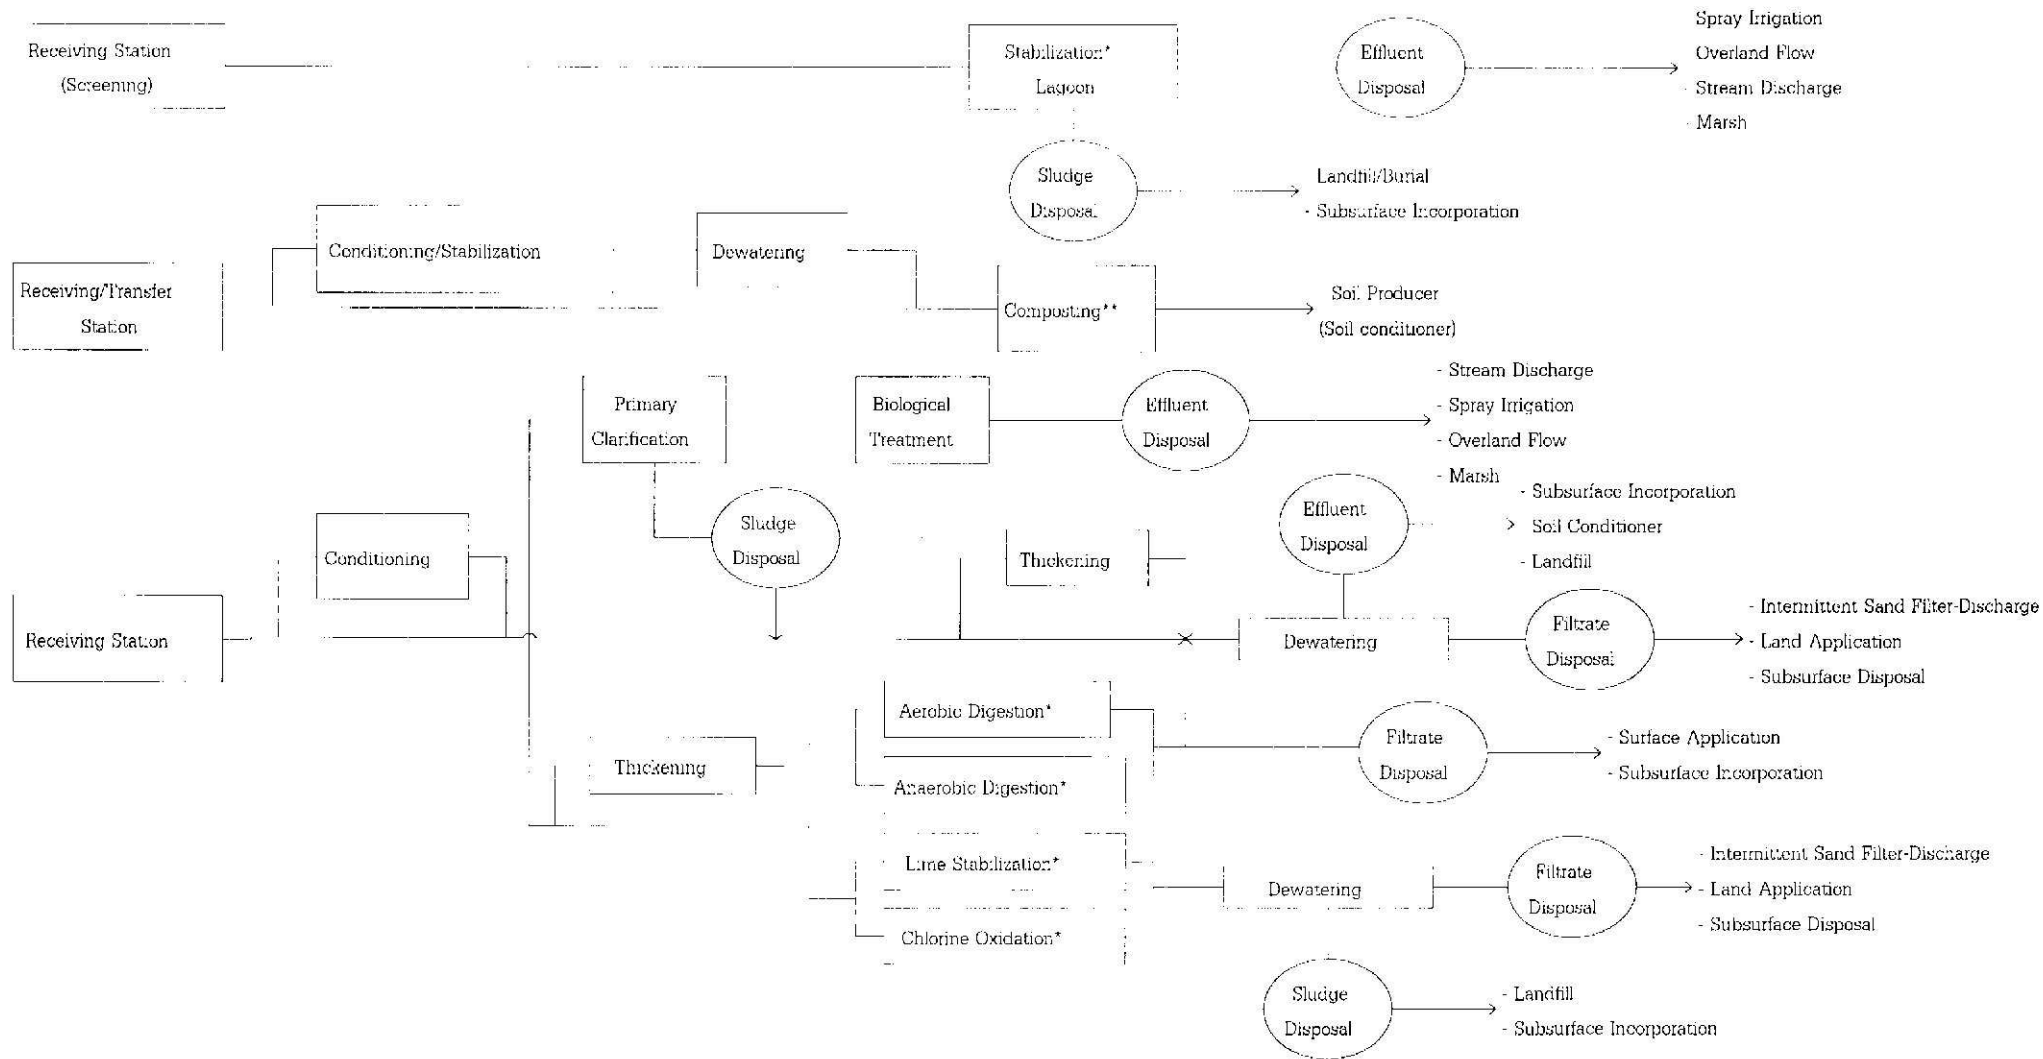 Receiving Station
(Screening)
Stabilization*
Lagoon
Effluent
Disposal
Spray Irrigation
Overland Flow
- Stream Discharge
- Marsh
Sludge
Disposal
Landfill/Burial
- Subsurface Incorporation
Receiving/Transfer
Station
Conditioning/Stabilization
Dewatering
Composting**
Soil Producer
(Soil conditioner)
Primary
Clarification
Biological
Treatment
Effluent
Disposal
- Stream Discharge
- Spray Irrigation
- Overland Flow
- Marsh
Receiving Station
Conditioning
Sludge
Disposal
Thickening
Effluent
Disposal
- Subsurface Incorporation
Soil Conditioner
- Landfill
Dewatering
Filtrate
Disposal
- Intermittent Sand Filter-Discharge
- Land Application
- Subsurface Disposal
Thickening
Aerobic Digestion*
Anaerobic Digestion*
Filtrate
Disposal
- Surface Application
- Subsurface Incorporation
Lime Stabilization*
Chlorine Oxidation*
Dewatering
Filtrate
Disposal
- Intermittent Sand Filter-Discharge
- Land Application
- Subsurface Disposal
Sludge
Disposal
- Landfill
- Subsurface Incorporation